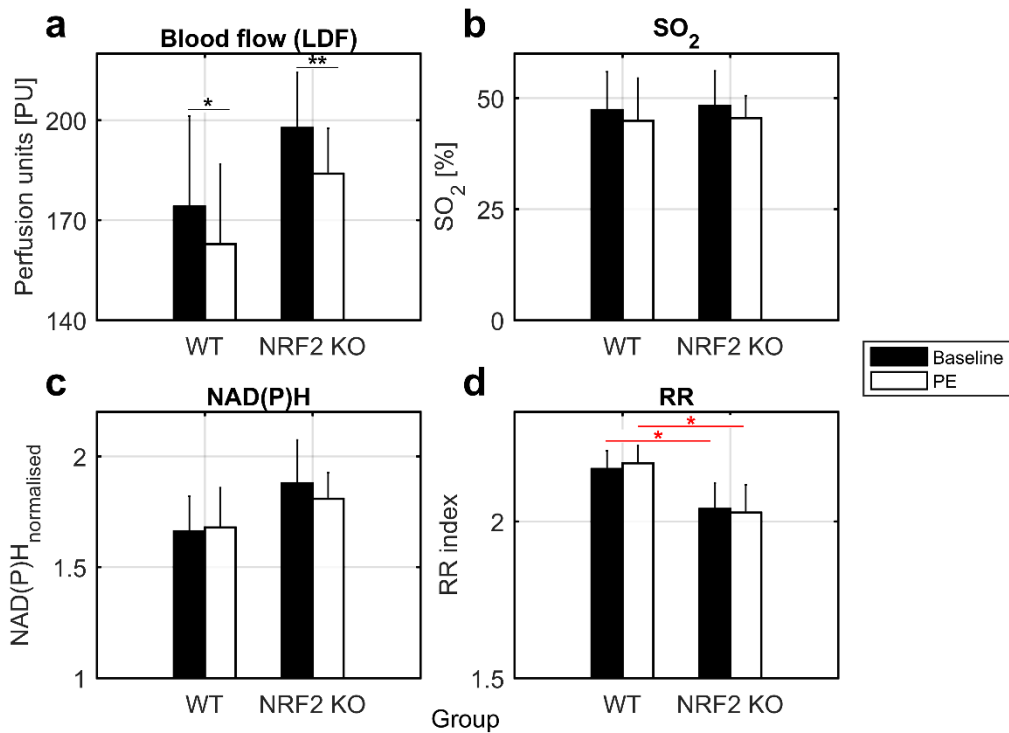 a
Blood flow (LDF)
Perfusion units [PU]
200
170
140
*
**
WT
NRF2 KO
b
SO2
SO2 [%]
50
25
0
WT
NRF2 KO
Baseline
PE
c
NAD(P)H
NAD(P)Hnormalised
2
1.5
1
WT
NRF2 KO
d
RR
RR index
2
1.5
*
*
WT
NRF2 KO
Group